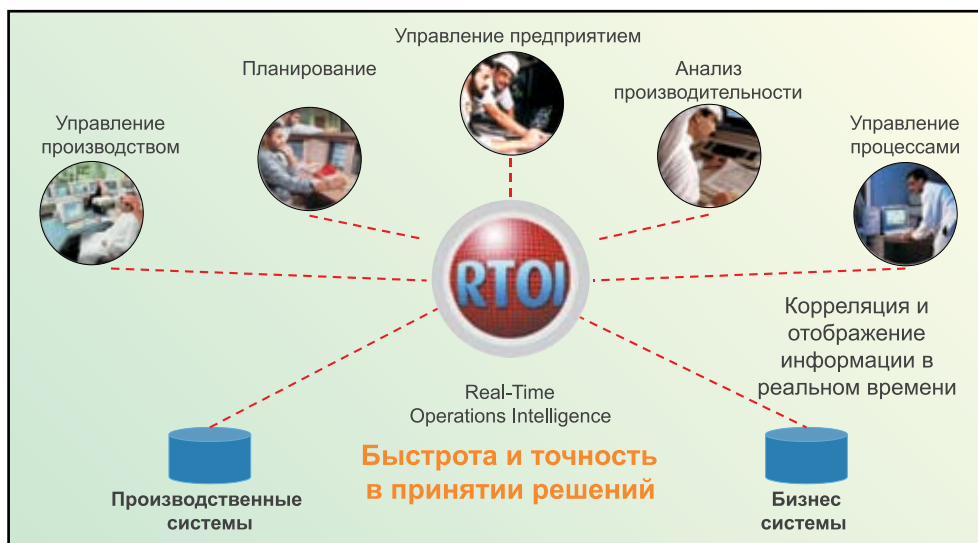 Управление предприятием
Планирование
Анализ
производительности
Управление
производством
Управление
процессами
RTOI
Корреляция и
отображение
информации в
реальном времени
Real-Time
Operations Intelligence
Быстрота и точность
в принятии решений
Производственные
системы
Бизнес
системы